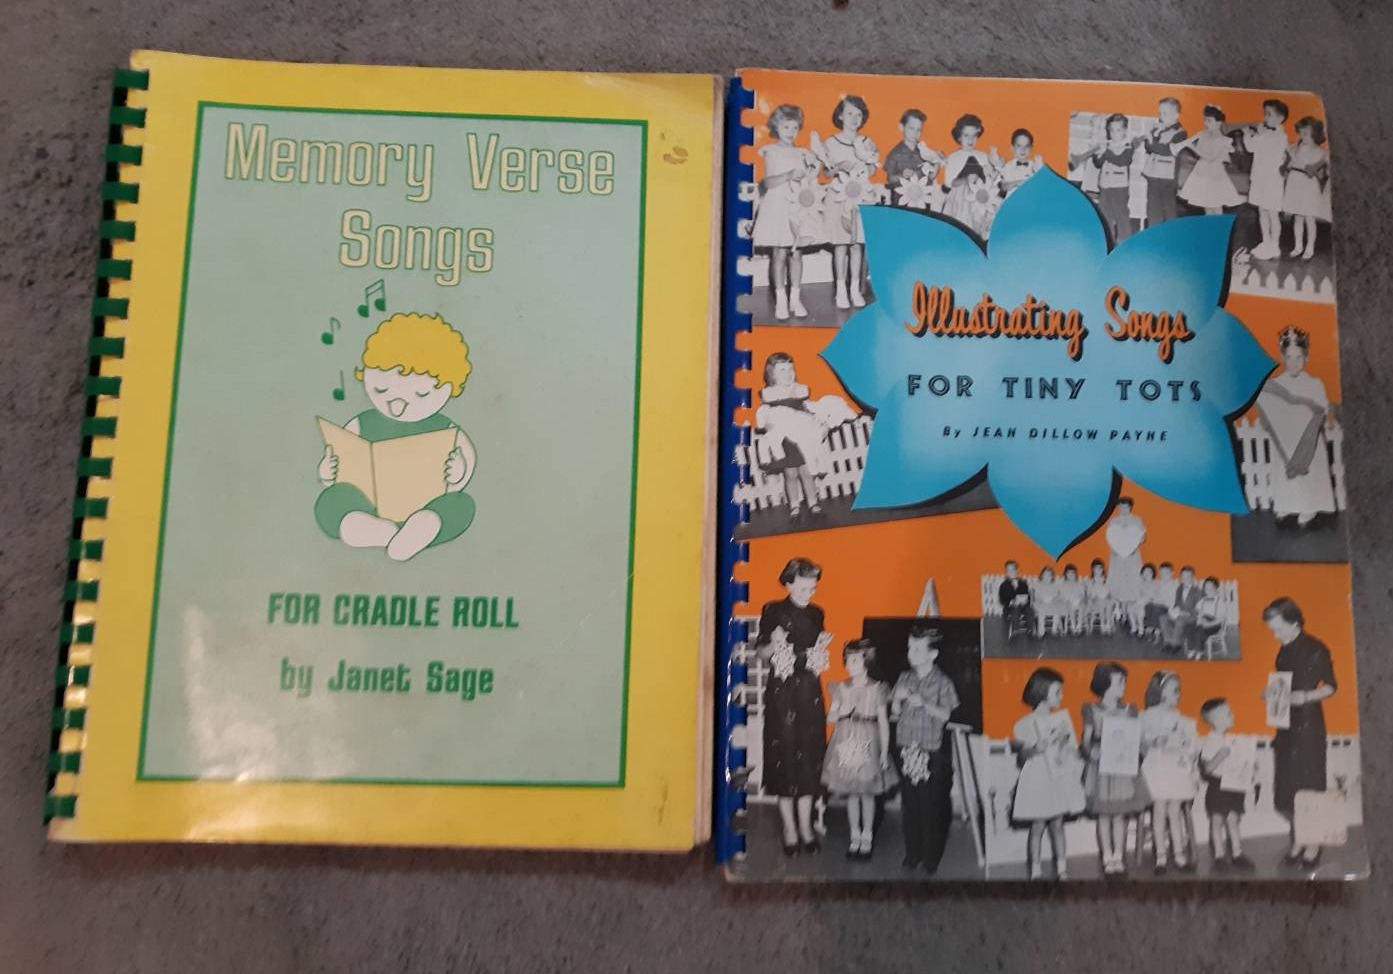 Memory Verse
Songs
FOR CRADLE ROLL
by Janet Sage
Illustrating Songs
FOR TINY TOTS
By JEAN DILLOW PAYNE